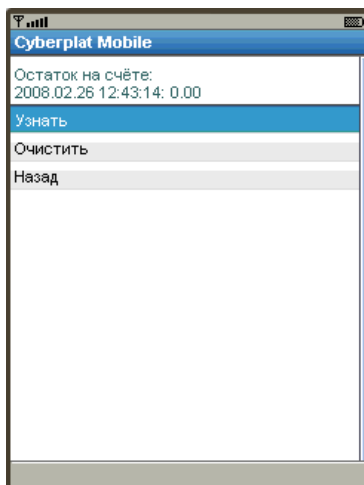 Cyberplat Mobile
Остаток на счёте:
2008.02.26 12:43:14: 0.00
Узнать
Очистить
Назад